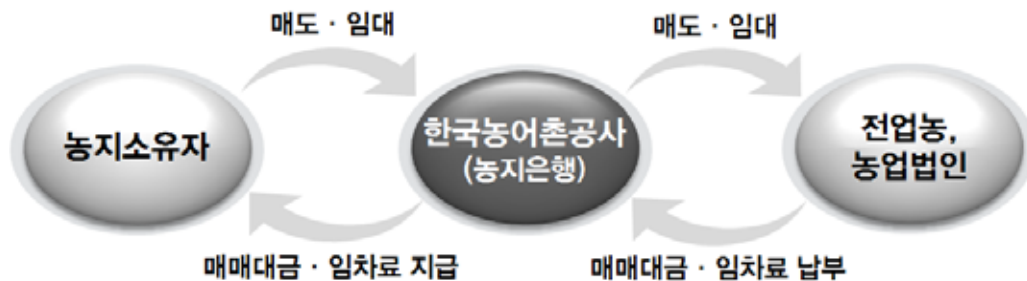 매도 · 임대
매도 · 임대
농지소유자
한국농어촌공사
(농지은행)
전업농,
농업법인
매매대금 · 임차료 지급
매매대금 · 임차료 납부